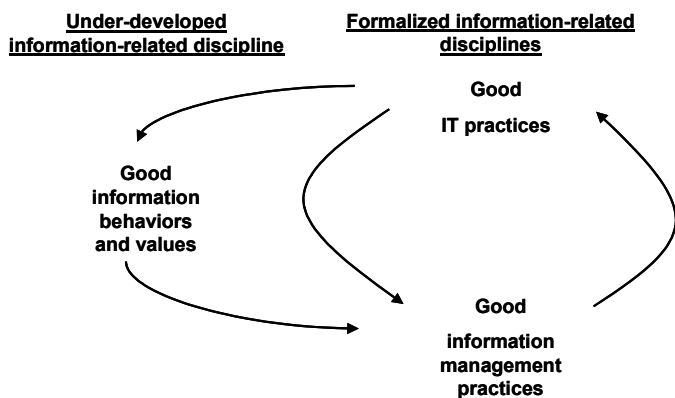 Under-developed
information-related discipline
Formalized information-related
disciplines
Good
IT practices
Good
information
behaviors
and values
Good
information
management
practices